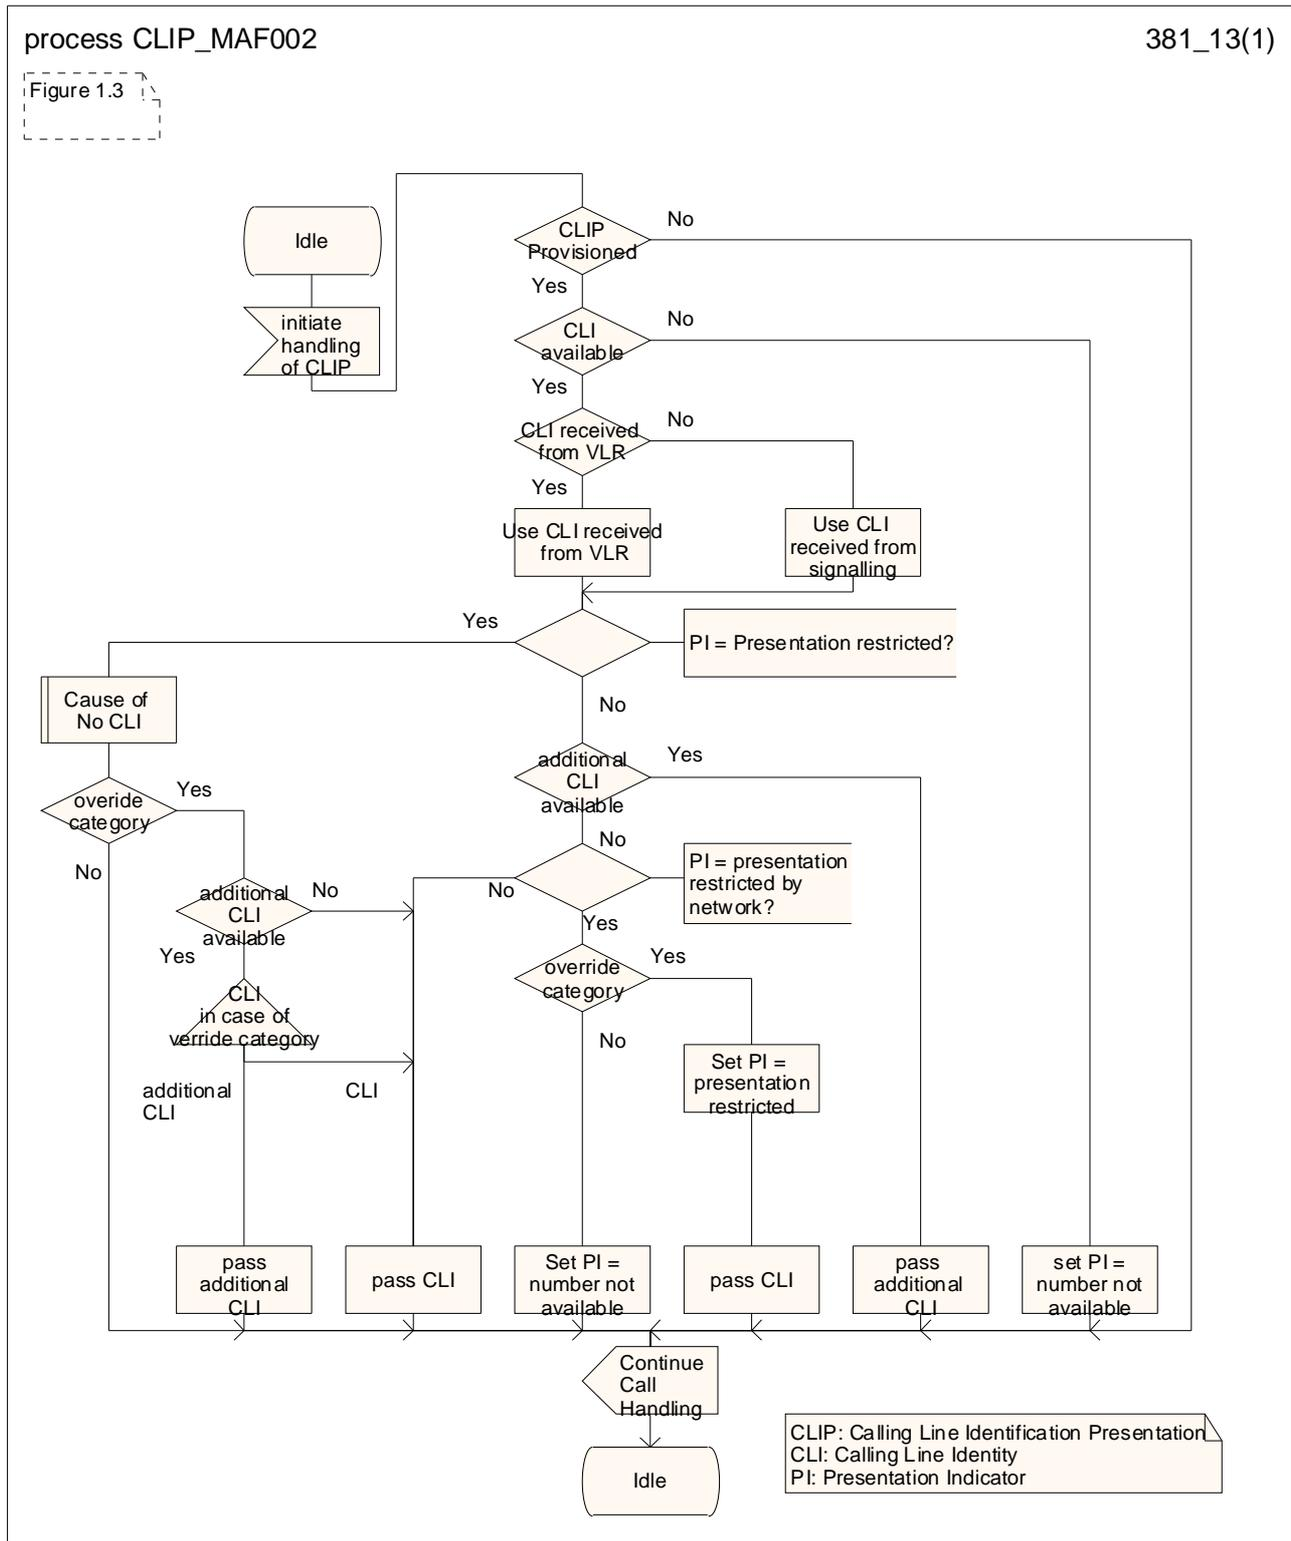 process CLIP_MAF002
381_13(1)
Figure 1.3
Idle
initiate
handling
of CLIP
CLIP
Provisioned
No
Yes
CLI
available
No
Yes
CLI received
from VLR
No
Yes
Use CLI received
from VLR
Use CLI
received from
signalling
Yes
PI = Presentation restricted?
No
Cause of
No CLI
additional
CLI
available
Yes
No
overide
category
Yes
No
PI = presentation
restricted by
network?
No
Yes
additional
CLI
available
No
Yes
override
category
Yes
No
CLI
in case of
verride category
additional
CLI
CLI
Set PI =
presentation
restricted
pass
additional
CLI
pass CLI
Set PI =
number not
available
pass CLI
pass
additional
CLI
set PI =
number not
available
Continue
Call
Handling
Idle
CLIP: Calling Line Identification Presentation
CLI: Calling Line Identity
PI: Presentation Indicator